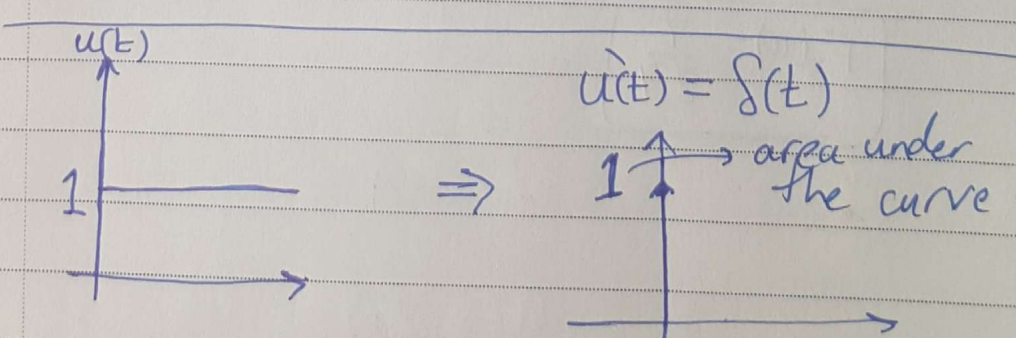 u(t)
1
⇒
u'(t) = δ(t)
1 → area under
the curve